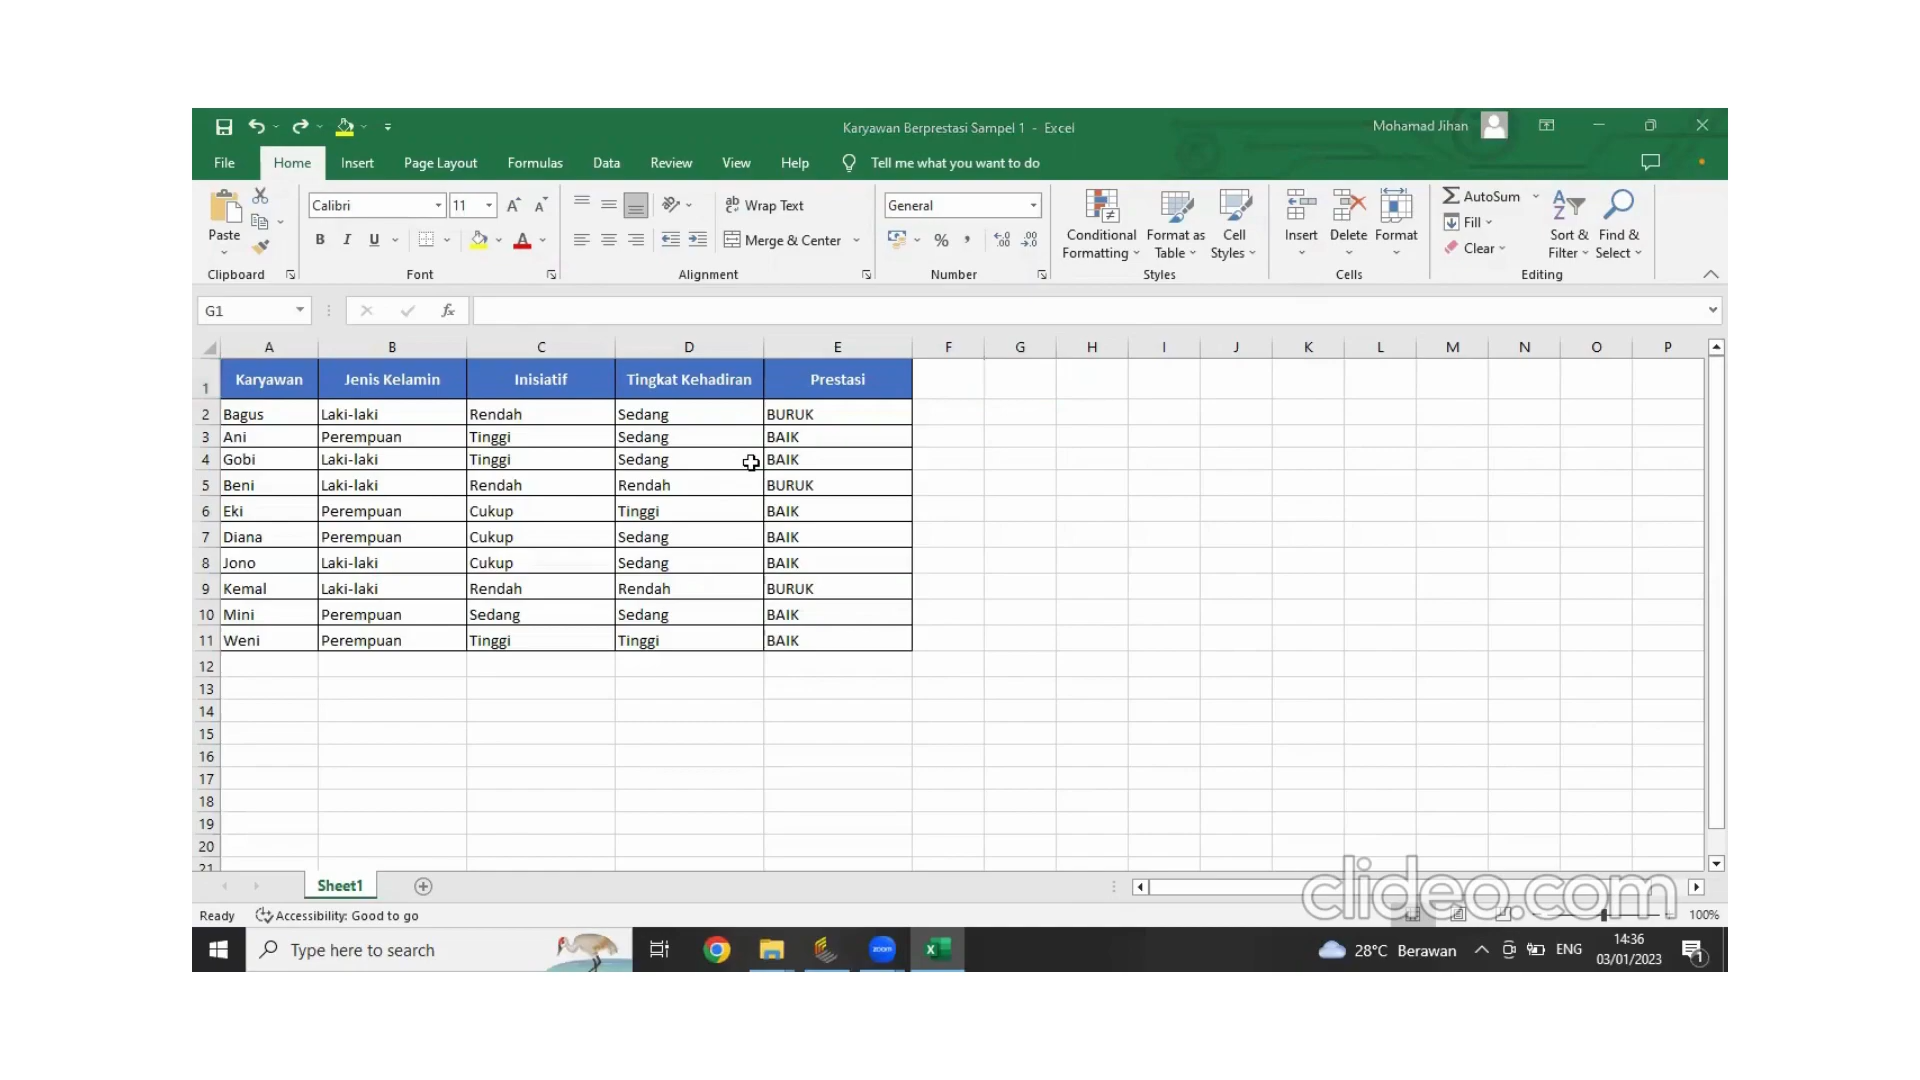 Karyawan Berprestasi Sampel 1 - Excel
Mohamad Jihan
File Home Insert Page Layout Formulas Data Review View Help Tell me what you want to do
Paste
Clipboard
Calibri 11
B I U
Font
Wrap Text
Merge & Center
Alignment
General
Number
Conditional Formatting
Format as Table
Cell Styles
Styles
Insert Delete Format
Cells
AutoSum
Fill
Clear
Sort & Filter
Find & Select
Editing
G1
fx
A B C D E F G H I J K L M N O P
1 Karyawan Jenis Kelamin Inisiatif Tingkat Kehadiran Prestasi
2 Bagus Laki-laki Rendah Sedang BURUK
3 Ani Perempuan Tinggi Sedang BAIK
4 Gobi Laki-laki Tinggi Sedang BAIK
5 Beni Laki-laki Rendah Rendah BURUK
6 Eki Perempuan Cukup Tinggi BAIK
7 Diana Perempuan Cukup Sedang BAIK
8 Jono Laki-laki Cukup Sedang BAIK
9 Kemal Laki-laki Rendah Rendah BURUK
10 Mini Perempuan Sedang Sedang BAIK
11 Weni Perempuan Tinggi Tinggi BAIK
12
13
14
15
16
17
18
19
20
21
Sheet1
clideo.com
Ready Accessibility: Good to go 100%
Type here to search
zoom
28°C Berawan ENG
14:36
03/01/2023
1